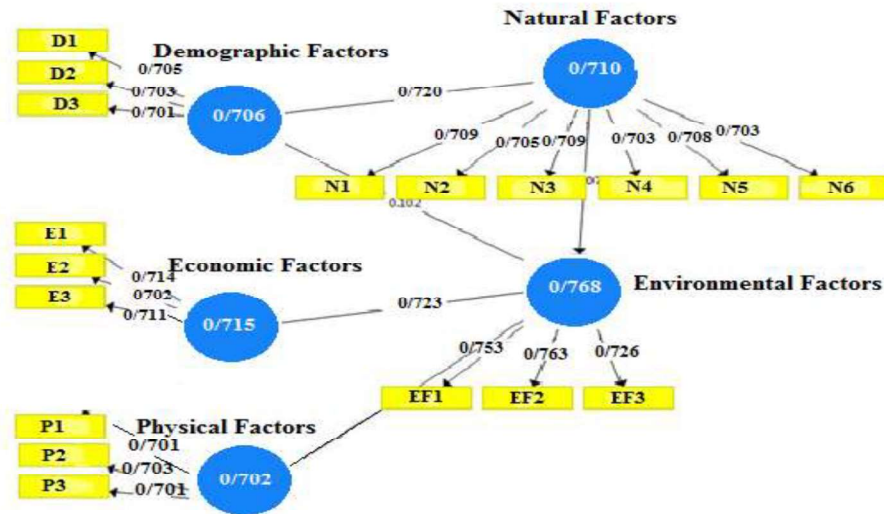 Natural Factors
D1
Demographic Factors
0/705
0/710
D2
0/703
0/720
D3
0/701
0/706
0/709
0/705
0/709
0/703
0/708
0/703
N1
N2
N3
N4
N5
N6
0.102
E1
E2
Economic Factors
0/714
0/768
Environmental Factors
E3
0/702
0/711
0/715
0/723
0/753
0/763
0/726
EF1
EF2
EF3
P1
Physical Factors
0/701
P2
0/703
0/702
P3
0/701